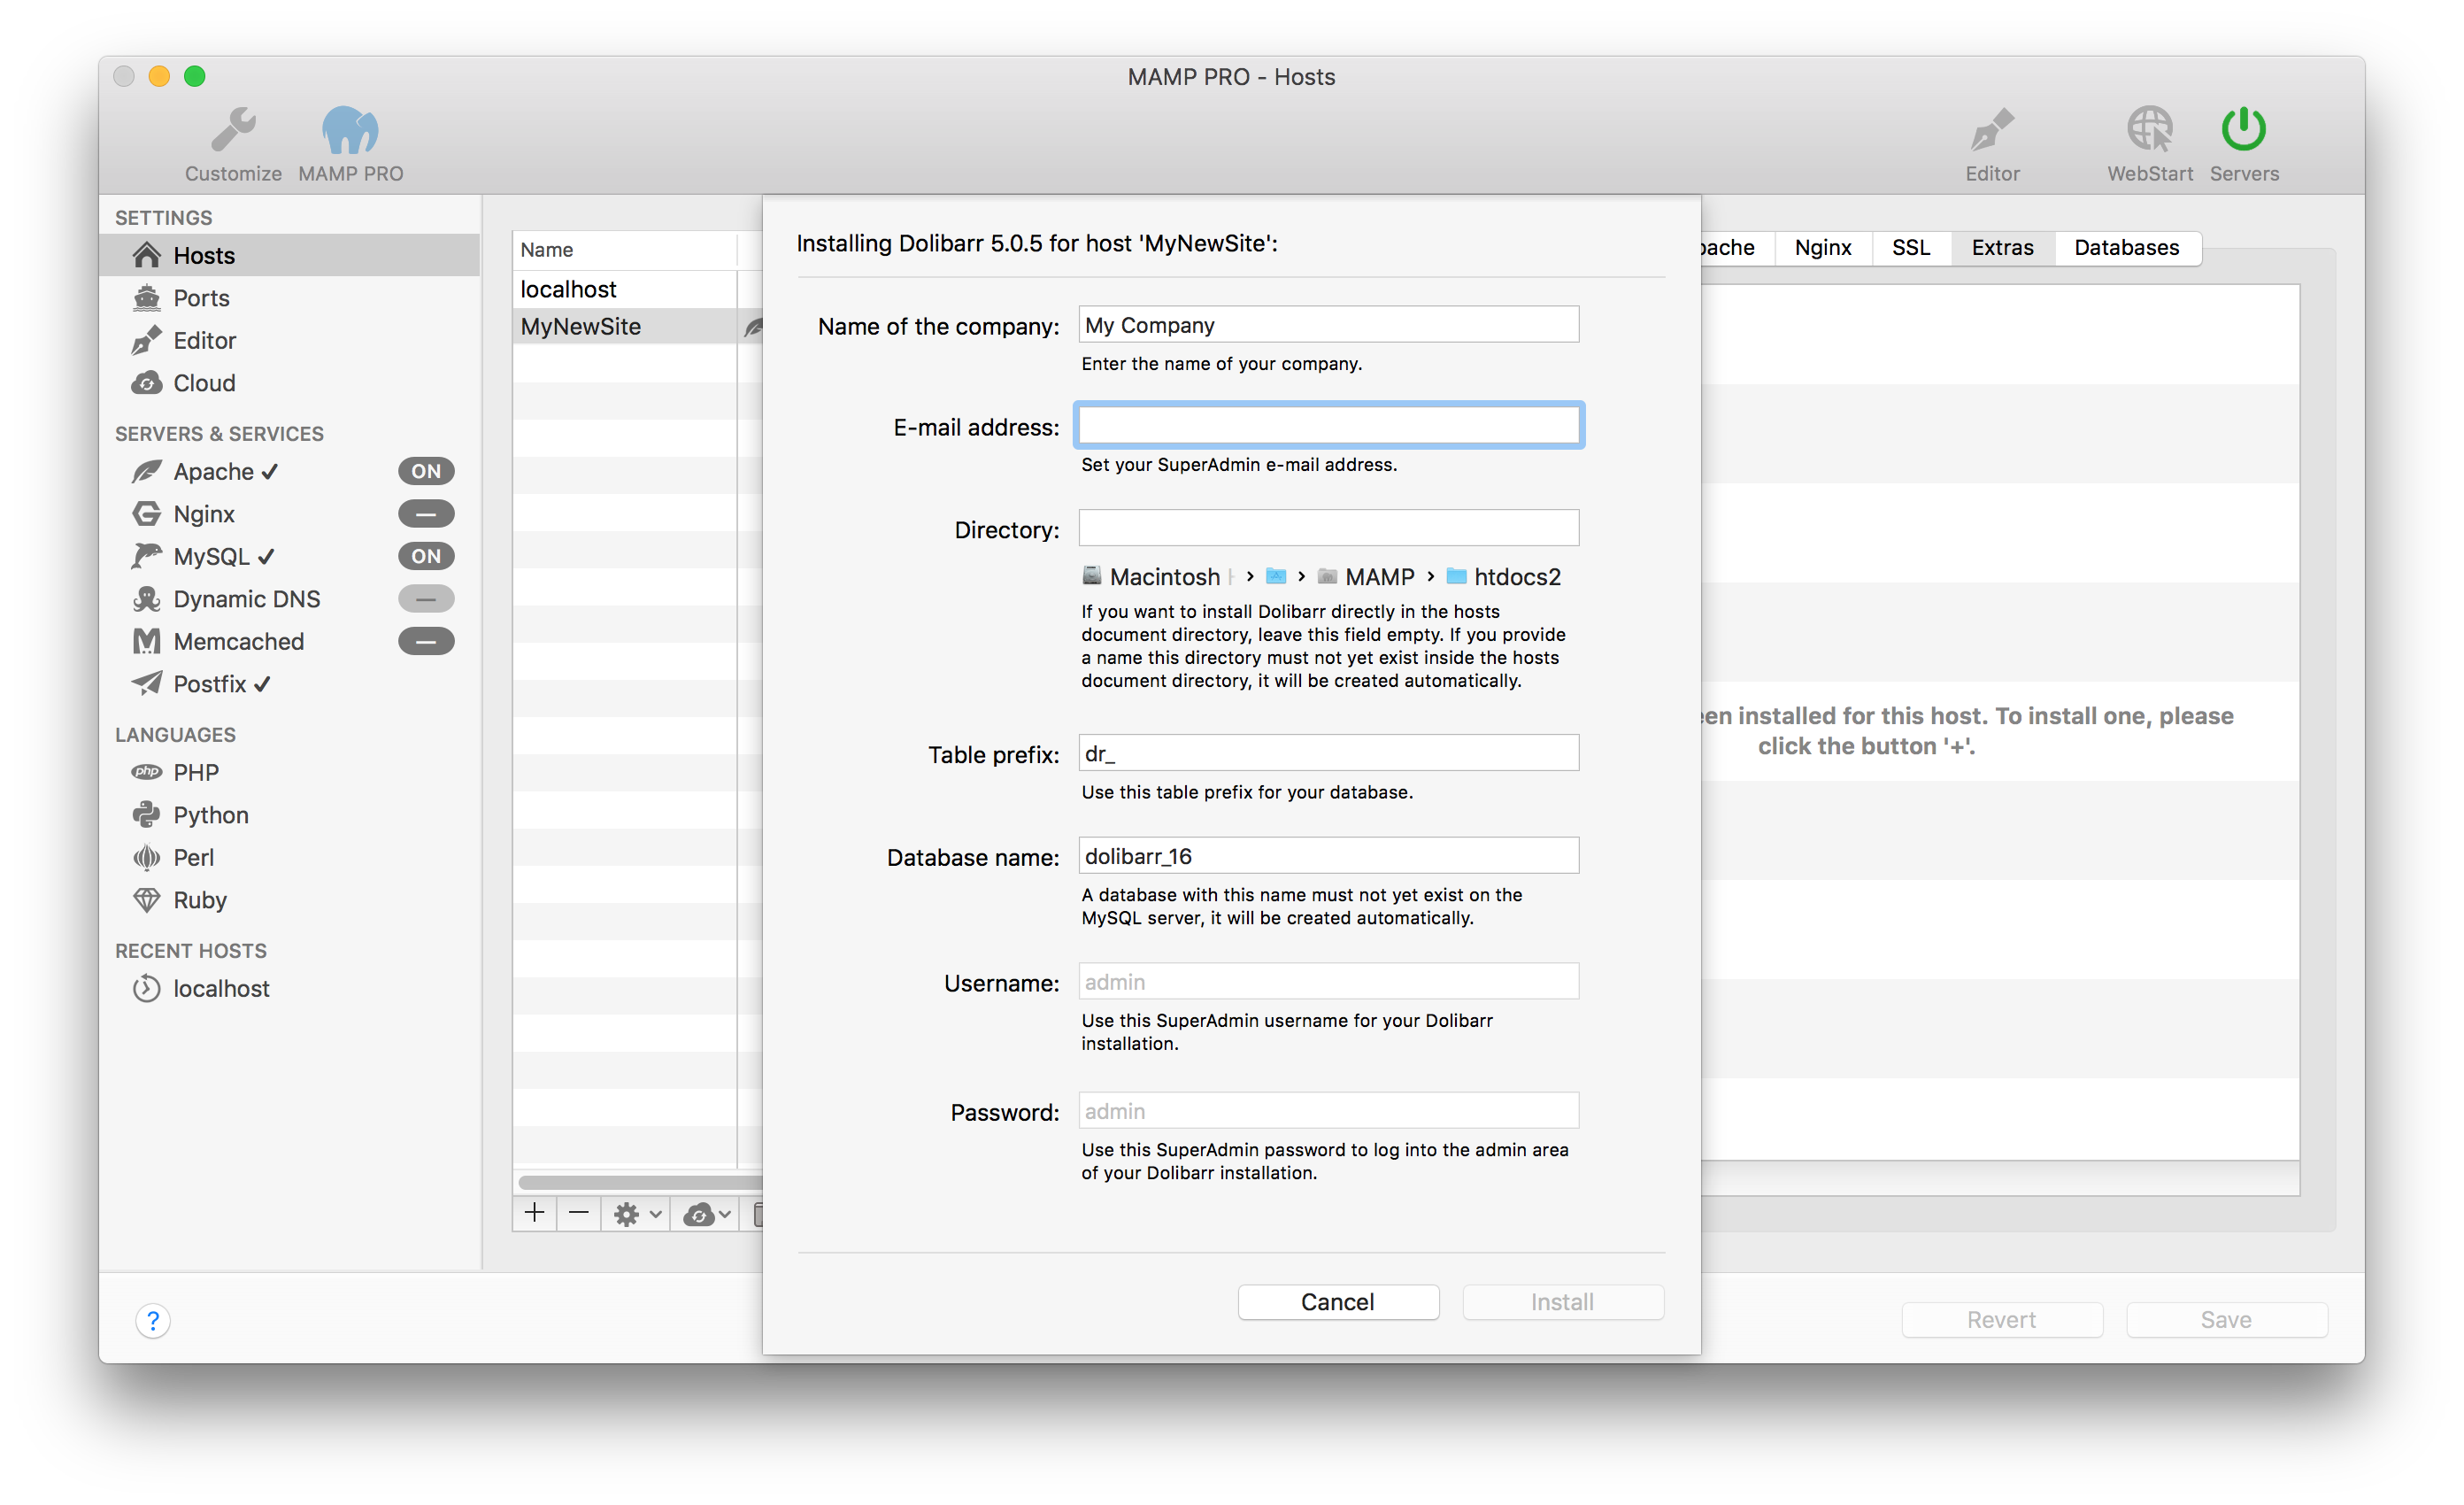 MAMP PRO - Hosts
Customize
MAMP PRO
Editor
WebStart
Servers
SETTINGS
Hosts
Ports
Editor
Cloud
SERVERS & SERVICES
Apache ✓
ON
Nginx
MySQL ✓
ON
Dynamic DNS
Memcached
Postfix ✓
LANGUAGES
php
PHP
Python
Perl
Ruby
RECENT HOSTS
localhost
Name
localhost
MyNewSite
Installing Dolibarr 5.0.5 for host 'MyNewSite':
Name of the company:
My Company
Enter the name of your company.
E-mail address:
Set your SuperAdmin e-mail address.
Directory:
Macintosh › › MAMP › htdocs2
If you want to install Dolibarr directly in the hosts
document directory, leave this field empty. If you provide
a name this directory must not yet exist inside the hosts
document directory, it will be created automatically.
Table prefix:
dr_
Use this table prefix for your database.
Database name:
dolibarr_16
A database with this name must not yet exist on the
MySQL server, it will be created automatically.
Username:
admin
Use this SuperAdmin username for your Dolibarr
installation.
Password:
admin
Use this SuperAdmin password to log into the admin area
of your Dolibarr installation.
Cancel
Install
Nginx
SSL
Extras
Databases
installed for this host. To install one, please
click the button '+'.
?
Revert
Save